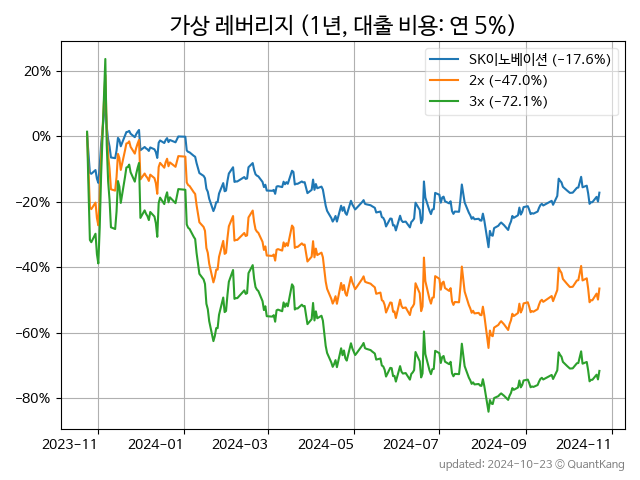 가상 레버리지 (1년, 대출 비용: 연 5%)
SK이노베이션 (−17.6%)
2x (−47.0%)
3x (−72.1%)
20%
0%
−20%
−40%
−60%
−80%
2023-11 2024-01 2024-03 2024-05 2024-07 2024-09 2024-11
updated: 2024-10-23 © QuantKang